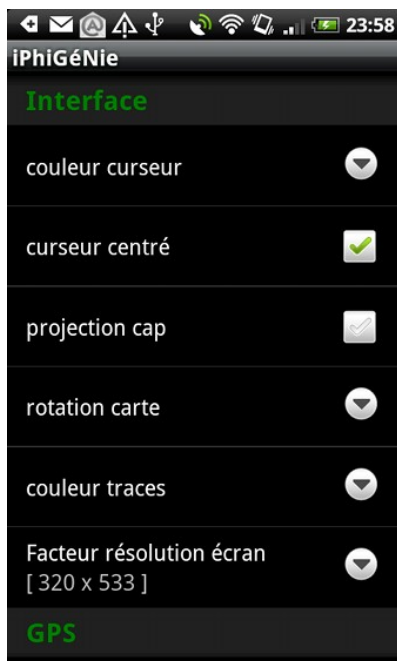 23:58
iPhiGéNie
Interface
couleur curseur
curseur centré
projection cap
rotation carte
couleur traces
Facteur résolution écran
[ 320 x 533 ]
GPS